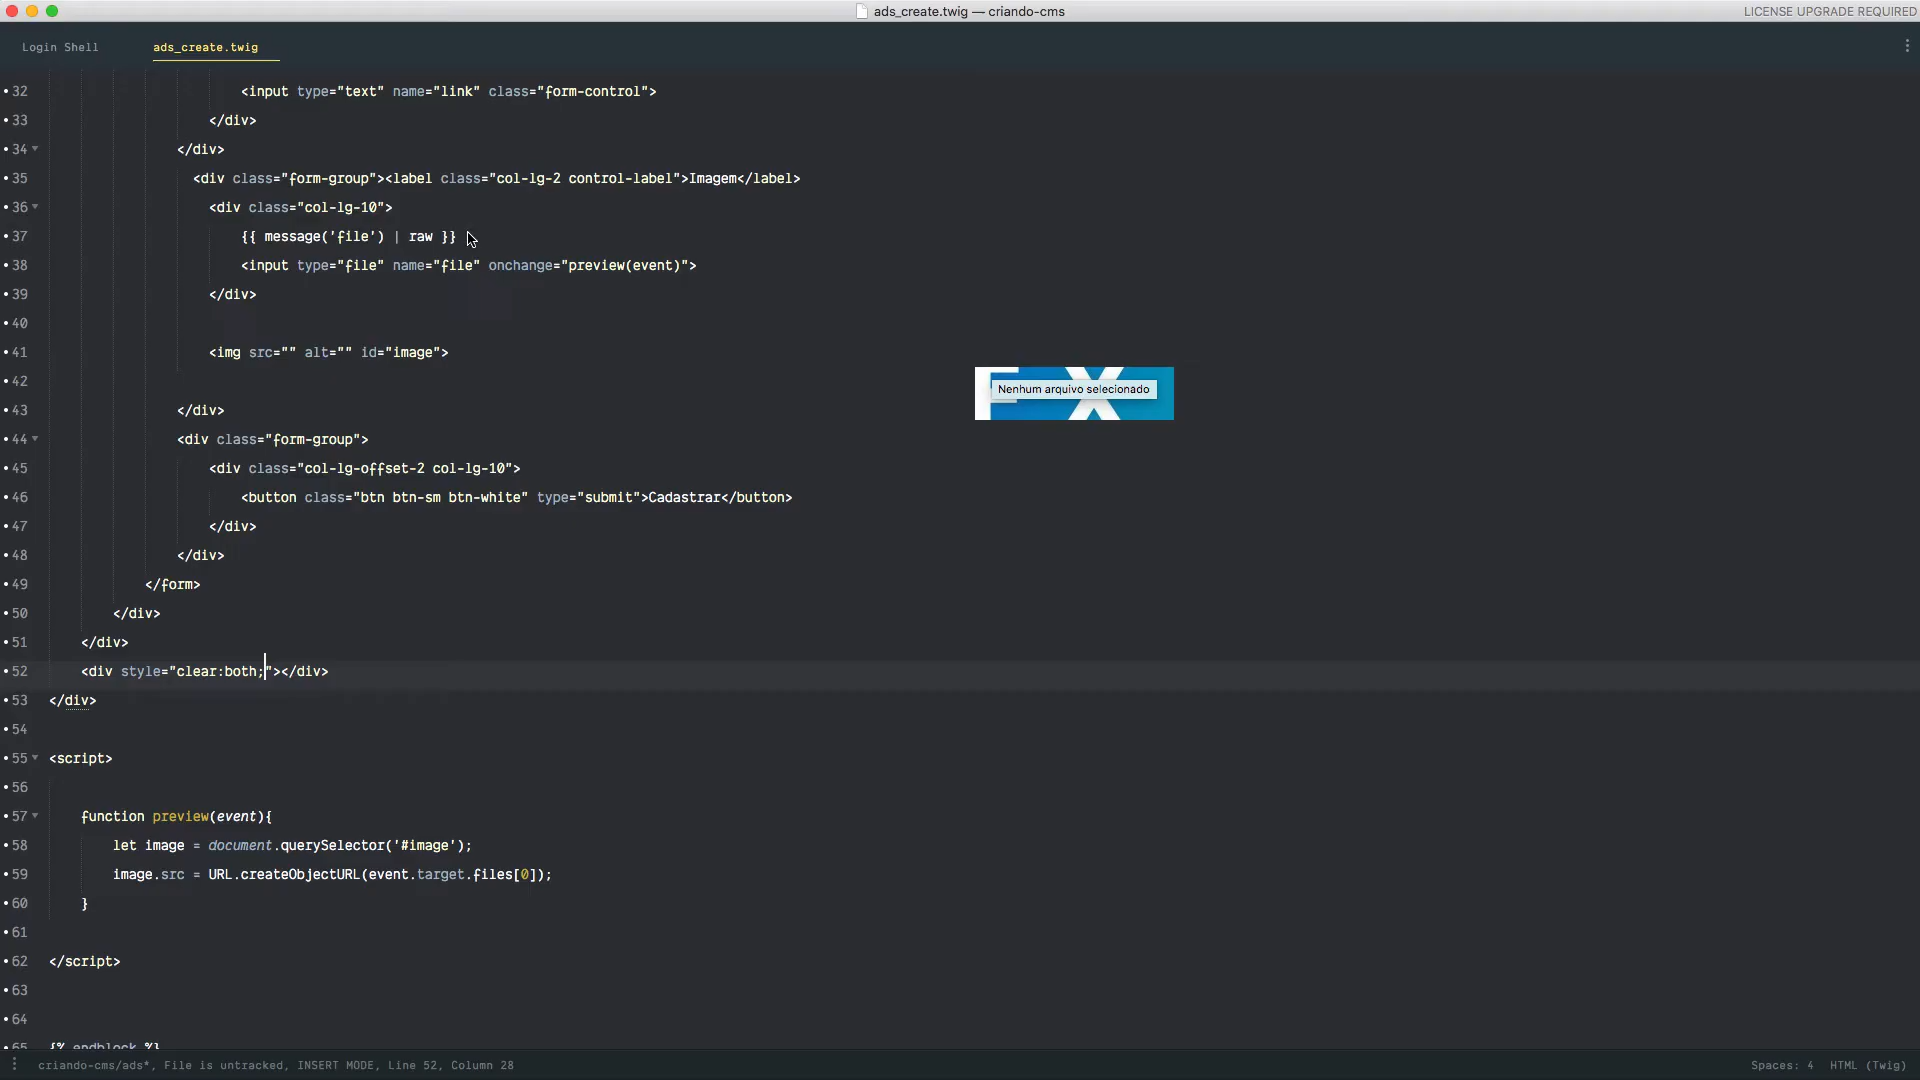 ads_create.twig — criando-cms
LICENSE UPGRADE REQUIRED
Login Shell
ads_create.twig
32 <input type="text" name="link" class="form-control">
33 </div>
34 </div>
35 <div class="form-group"><label class="col-lg-2 control-label">Imagem</label>
36 <div class="col-lg-10">
37 {{ message('file') | raw }}
38 <input type="file" name="file" onchange="preview(event)">
39 </div>
40
41 <img src="" alt="" id="image">
Nenhum arquivo selecionado
42
43 </div>
44 <div class="form-group">
45 <div class="col-lg-offset-2 col-lg-10">
46 <button class="btn btn-sm btn-white" type="submit">Cadastrar</button>
47 </div>
48 </div>
49 </form>
50 </div>
51 </div>
52 <div style="clear:both;"></div>
53 </div>
54
55 <script>
56
57 function preview(event){
58 let image = document.querySelector('#image');
59 image.src = URL.createObjectURL(event.target.files[0]);
60 }
61
62 </script>
63
64
65 {% endblock %}
criando-cms/ads*, File is untracked, INSERT MODE, Line 52, Column 28
Spaces: 4 HTML (Twig)